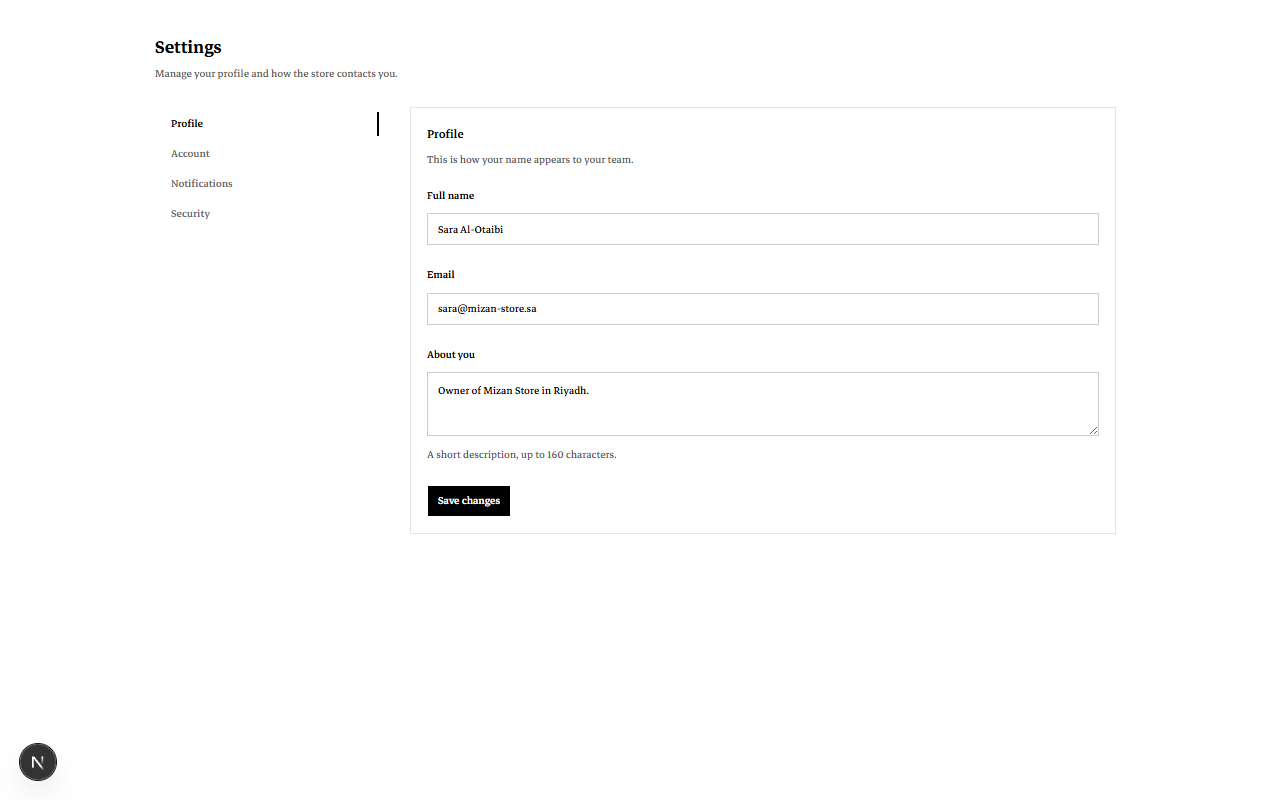 Settings
Manage your profile and how the store contacts you.
Profile
Account
Notifications
Security
Profile
This is how your name appears to your team.
Full name
Sara Al-Otaibi
Email
sara@mizan-store.sa
About you
Owner of Mizan Store in Riyadh.
A short description, up to 160 characters.
Save changes
N